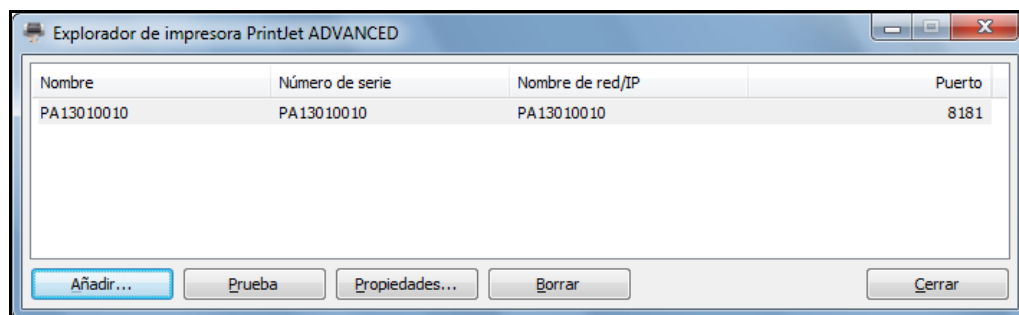 Explorador de impresora PrintJet ADVANCED
Nombre Número de serie Nombre de red/IP Puerto
PA13010010 PA13010010 PA13010010 8181
Añadir... Prueba Propiedades... Borrar Cerrar